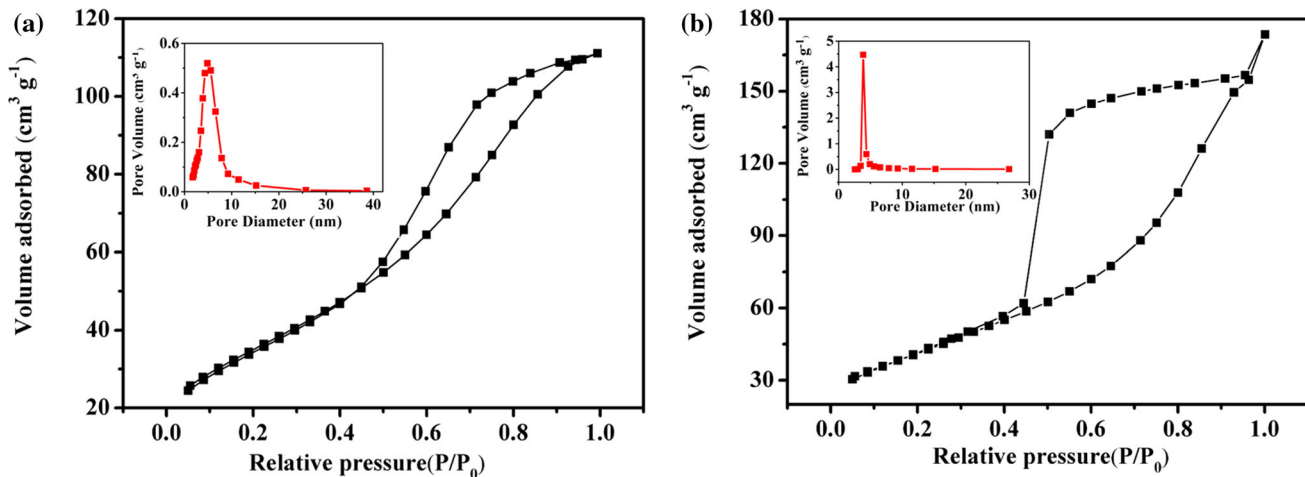 (a)
Volume adsorbed (cm³ g⁻¹)
120
100
80
60
40
20
0.0 0.2 0.4 0.6 0.8 1.0
Relative pressure(P/P₀)
Pore Volume (cm³ g⁻¹)
0.6
0.4
0.2
0.0
0 10 20 30 40
Pore Diameter (nm)
(b)
Volume adsorbed (cm³ g⁻¹)
180
150
120
90
60
30
0.0 0.2 0.4 0.6 0.8 1.0
Relative pressure(P/P₀)
Pore Volume (cm³ g⁻¹)
5
4
3
2
1
0
0 10 20 30
Pore Diameter (nm)